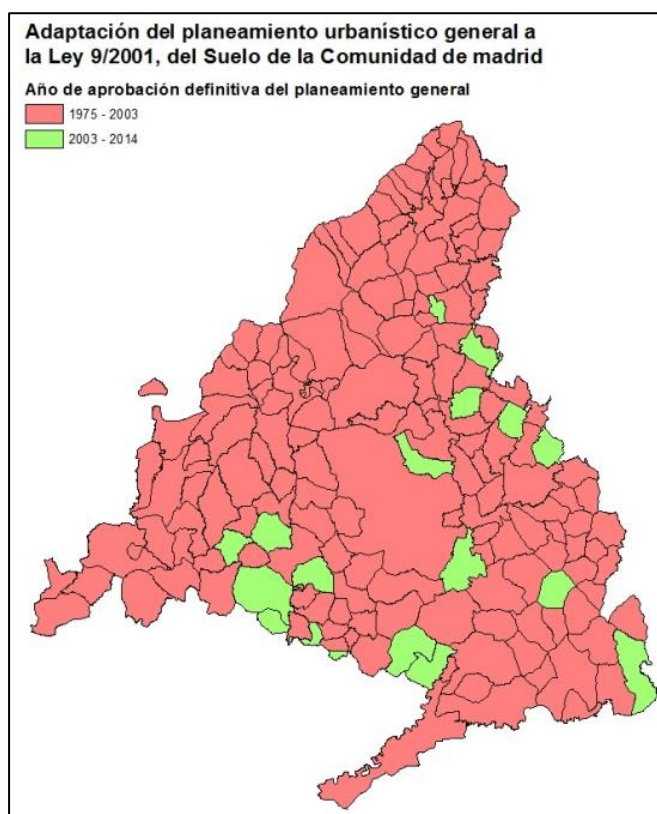 Adaptación del planeamiento urbanístico general a
la Ley 9/2001, del Suelo de la Comunidad de madrid
Año de aprobación definitiva del planeamiento general
1975 - 2003
2003 - 2014